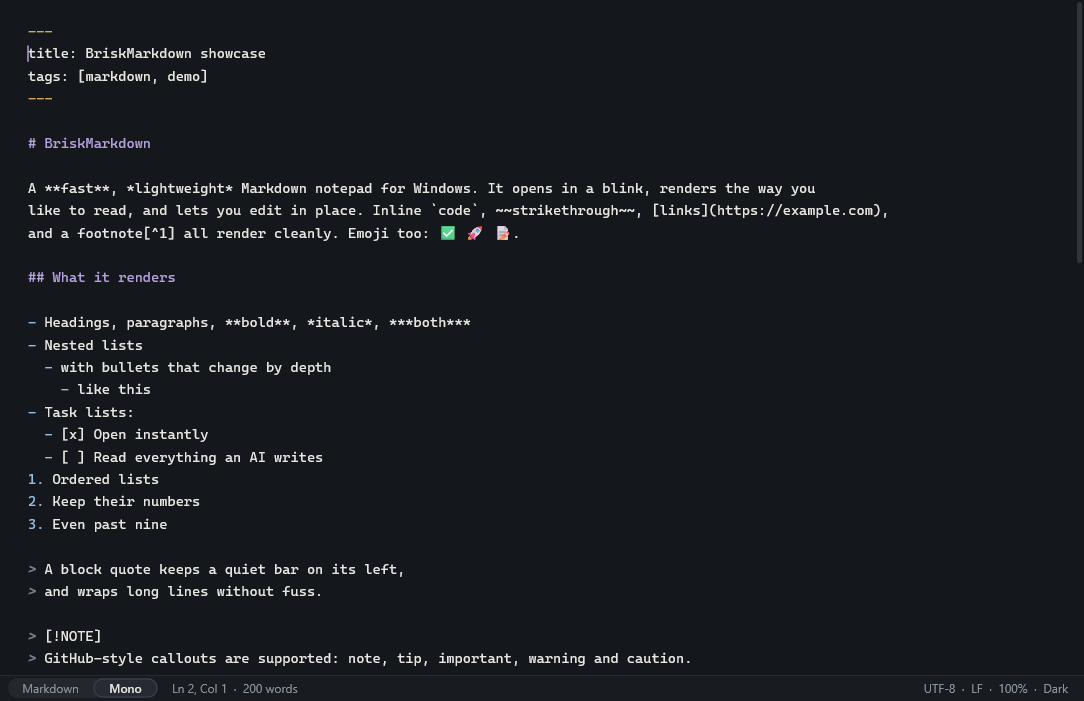 ---
title: BriskMarkdown showcase
tags: [markdown, demo]
---
# BriskMarkdown
A **fast**, *lightweight* Markdown notepad for Windows. It opens in a blink, renders the way you
like to read, and lets you edit in place. Inline `code`, ~~strikethrough~~, [links](https://example.com),
and a footnote[^1] all render cleanly. Emoji too: ✅ 🚀 📝.
## What it renders
- Headings, paragraphs, **bold**, *italic*, ***both***
- Nested lists
  - with bullets that change by depth
    - like this
- Task lists:
  - [x] Open instantly
  - [ ] Read everything an AI writes
1. Ordered lists
2. Keep their numbers
3. Even past nine
> A block quote keeps a quiet bar on its left,
> and wraps long lines without fuss.
> [!NOTE]
> GitHub-style callouts are supported: note, tip, important, warning and caution.
Markdown Mono Ln 2, Col 1 · 200 words UTF-8 · LF · 100% · Dark